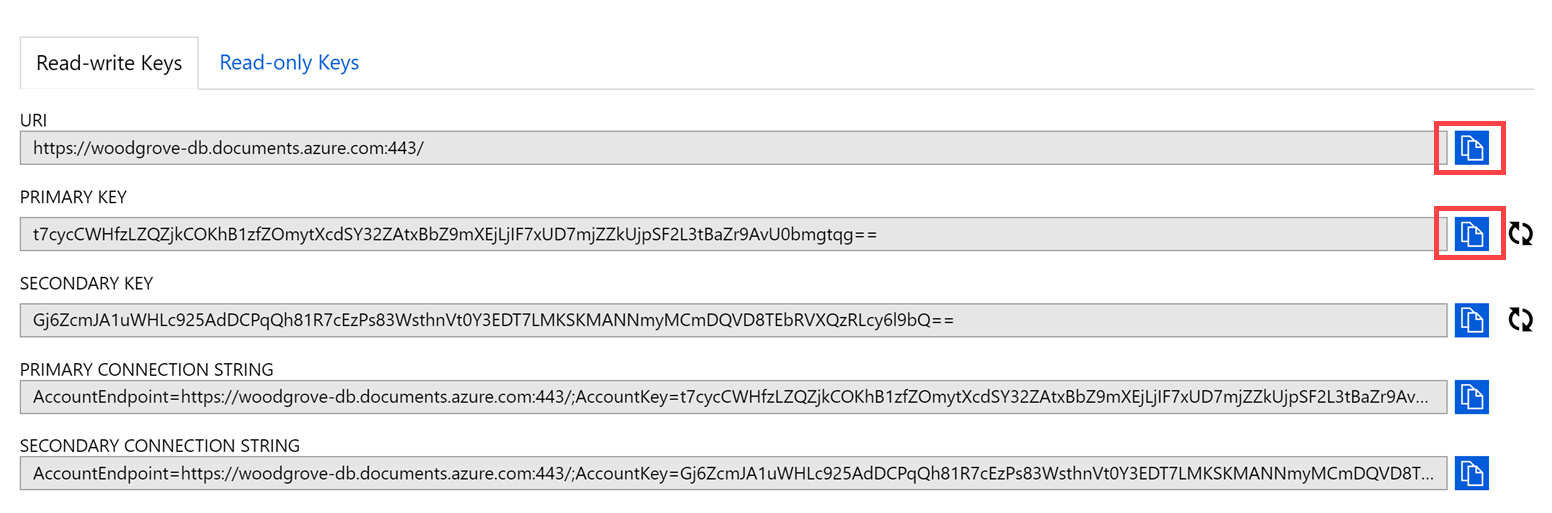 Read-write Keys Read-only Keys
URI
https://woodgrove-db.documents.azure.com:443/
PRIMARY KEY
t7cycCWHfzLZQZjkCOKhB1zfZOmytXcdSY32ZAtxBbZ9mXEjLjIF7xUD7mjZZkUjpSF2L3tBaZr9AvU0bmgtqg==
SECONDARY KEY
Gj6ZcmJA1uWHLc925AdDCPqQh81R7cEzPs83WsthnVt0Y3EDT7LMKSKMANNmyMCmDQVD8TEbRVXQzRLcy6l9bQ==
PRIMARY CONNECTION STRING
AccountEndpoint=https://woodgrove-db.documents.azure.com:443/;AccountKey=t7cycCWHfzLZQZjkCOKhB1zfZOmytXcdSY32ZAtxBbZ9mXEjLjIF7xUD7mjZZkUjpSF2L3tBaZr9Av...
SECONDARY CONNECTION STRING
AccountEndpoint=https://woodgrove-db.documents.azure.com:443/;AccountKey=Gj6ZcmJA1uWHLc925AdDCPqQh81R7cEzPs83WsthnVt0Y3EDT7LMKSKMANNmyMCmDQVD8T...